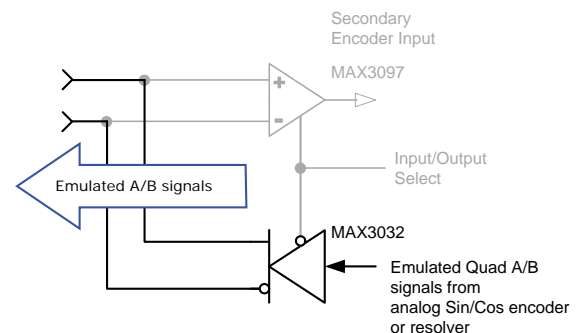 Secondary
Encoder Input
MAX3097
+
-
Input/Output
Select
Emulated A/B signals
MAX3032
Emulated Quad A/B
signals from
analog Sin/Cos encoder
or resolver